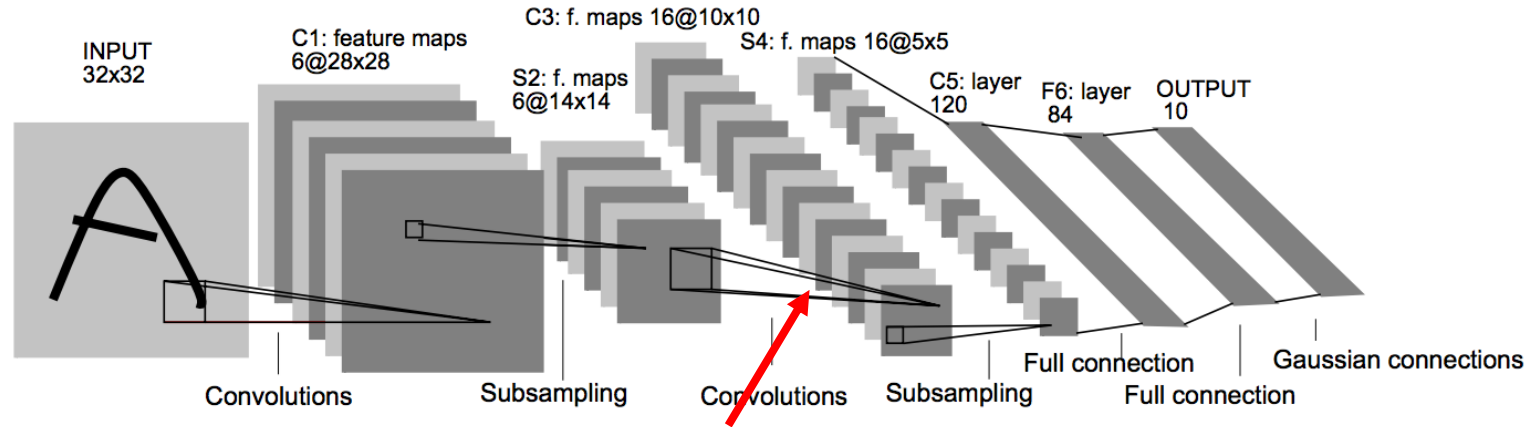 INPUT
32x32
C1: feature maps
6@28x28
S2: f. maps
6@14x14
C3: f. maps 16@10x10
S4: f. maps 16@5x5
C5: layer
120
F6: layer
84
OUTPUT
10
Convolutions
Subsampling
Convolutions
Subsampling
Full connection
Full connection
Gaussian connections